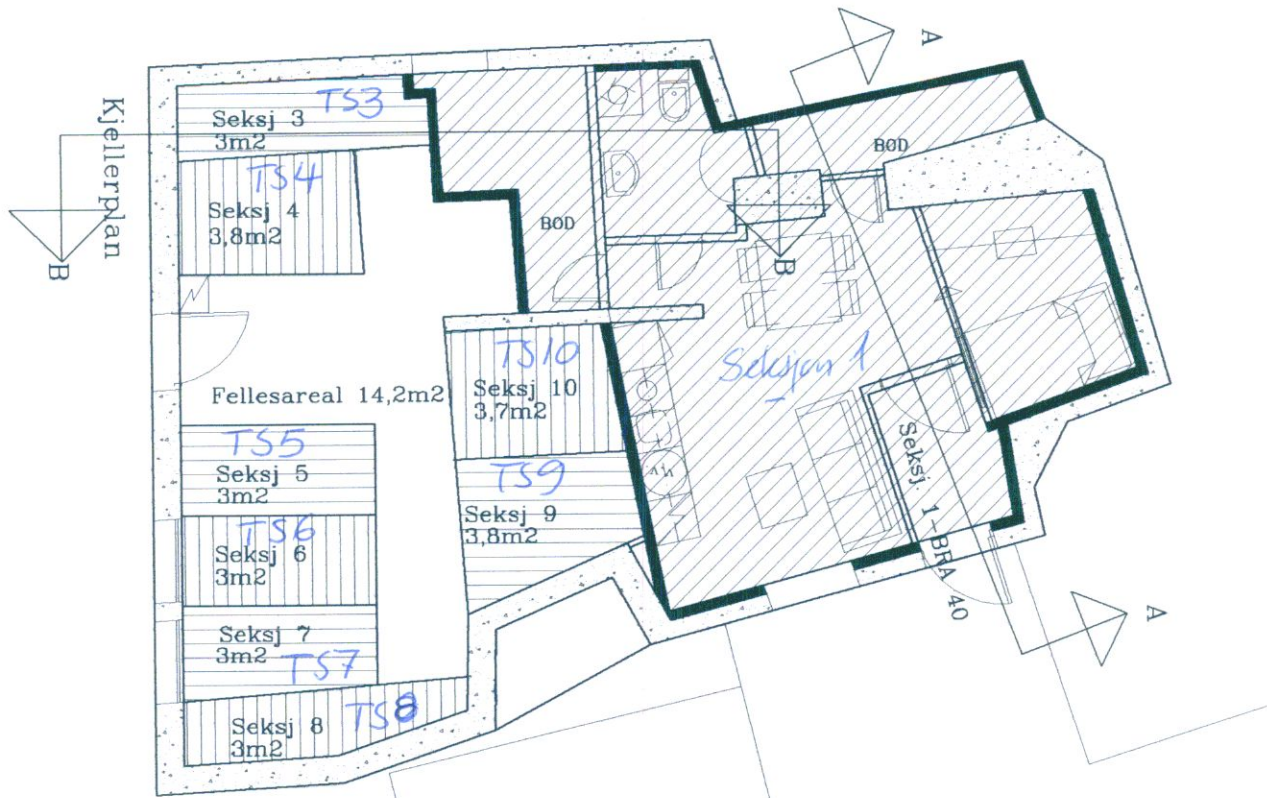 Kjellerplan
A
TS3
Seksj 3
3m2
TS4
Seksj 4
3,8m2
B
BOD
BOD
B
Fellesareal 14,2m2
TS10
Seksj 10
3,7m2
Seksjon 1
TS5
Seksj 5
3m2
TS9
Seksj 9
3,8m2
Seksj. 1-BRA 40
TS6
Seksj 6
3m2
TS7
Seksj 7
3m2
A
TS8
Seksj 8
3m2